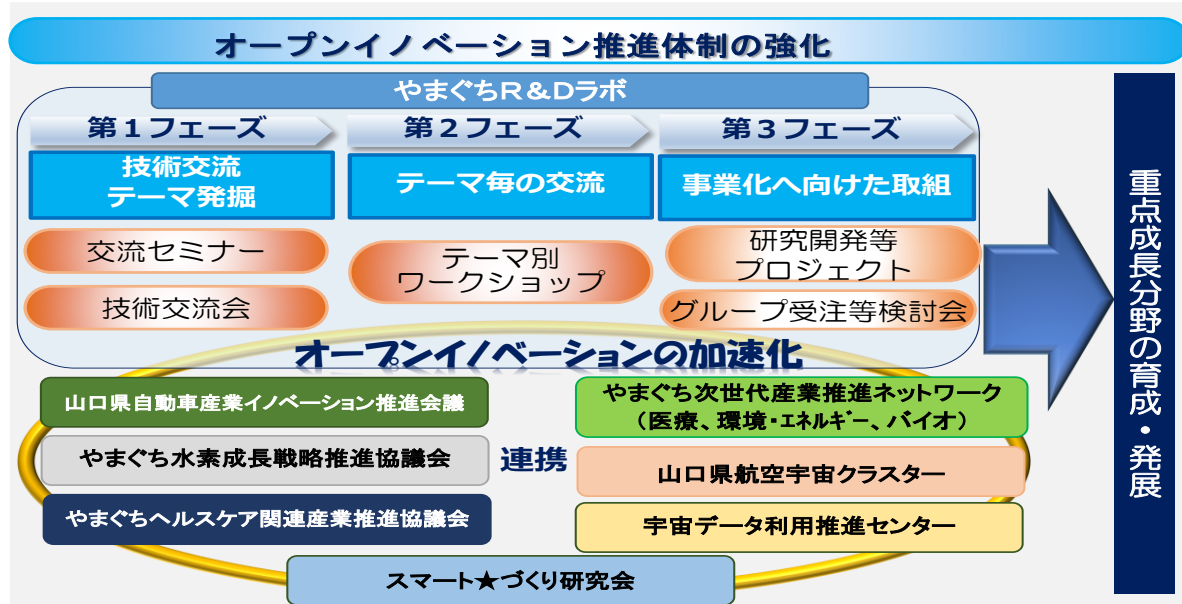 オープンイノベーション推進体制の強化
やまぐちR&Dラボ
第1フェーズ
第2フェーズ
第3フェーズ
技術交流
テーマ発掘
テーマ毎の交流
事業化へ向けた取組
交流セミナー
技術交流会
テーマ別
ワークショップ
研究開発等
プロジェクト
グループ受注等検討会
オープンイノベーションの加速化
山口県自動車産業イノベーション推進会議
やまぐち水素成長戦略推進協議会
やまぐちヘルスケア関連産業推進協議会
連携
やまぐち次世代産業推進ネットワーク
(医療、環境・エネルギー、バイオ)
山口県航空宇宙クラスター
宇宙データ利用推進センター
スマート★づくり研究会
重点成長分野の育成・発展